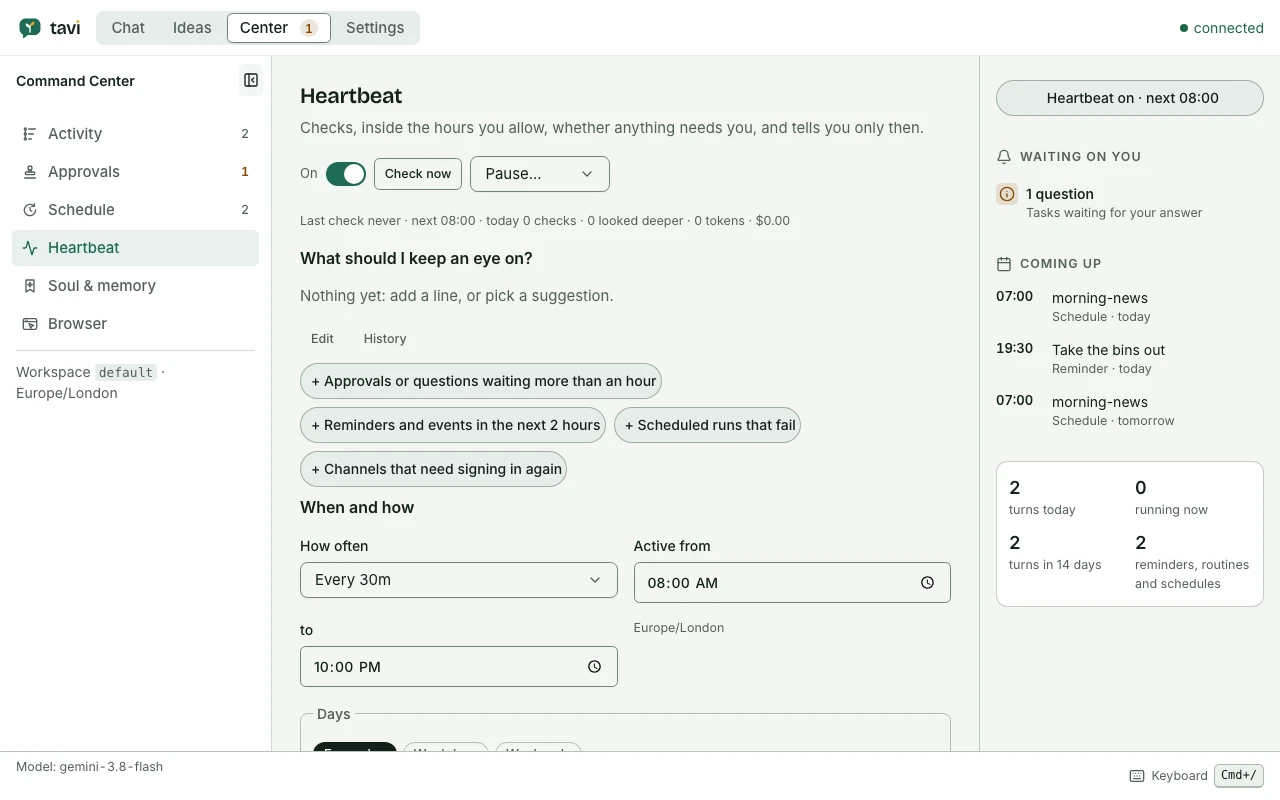 tavi
Chat
Ideas
Center 1
Settings
connected
Command Center
Activity 2
Approvals 1
Schedule 2
Heartbeat
Soul & memory
Browser
Workspace default ·
Europe/London
Heartbeat
Checks, inside the hours you allow, whether anything needs you, and tells you only then.
On
Check now
Pause...
Last check never · next 08:00 · today 0 checks · 0 looked deeper · 0 tokens · $0.00
What should I keep an eye on?
Nothing yet: add a line, or pick a suggestion.
Edit
History
+ Approvals or questions waiting more than an hour
+ Reminders and events in the next 2 hours
+ Scheduled runs that fail
+ Channels that need signing in again
When and how
How often
Every 30m
Active from
08:00 AM
Europe/London
to
10:00 PM
Days
Heartbeat on · next 08:00
WAITING ON YOU
1 question
Tasks waiting for your answer
COMING UP
07:00 morning-news
Schedule · today
19:30 Take the bins out
Reminder · today
07:00 morning-news
Schedule · tomorrow
2
turns today
0
running now
2
turns in 14 days
2
reminders, routines
and schedules
Model: gemini-3.8-flash
Keyboard Cmd+/